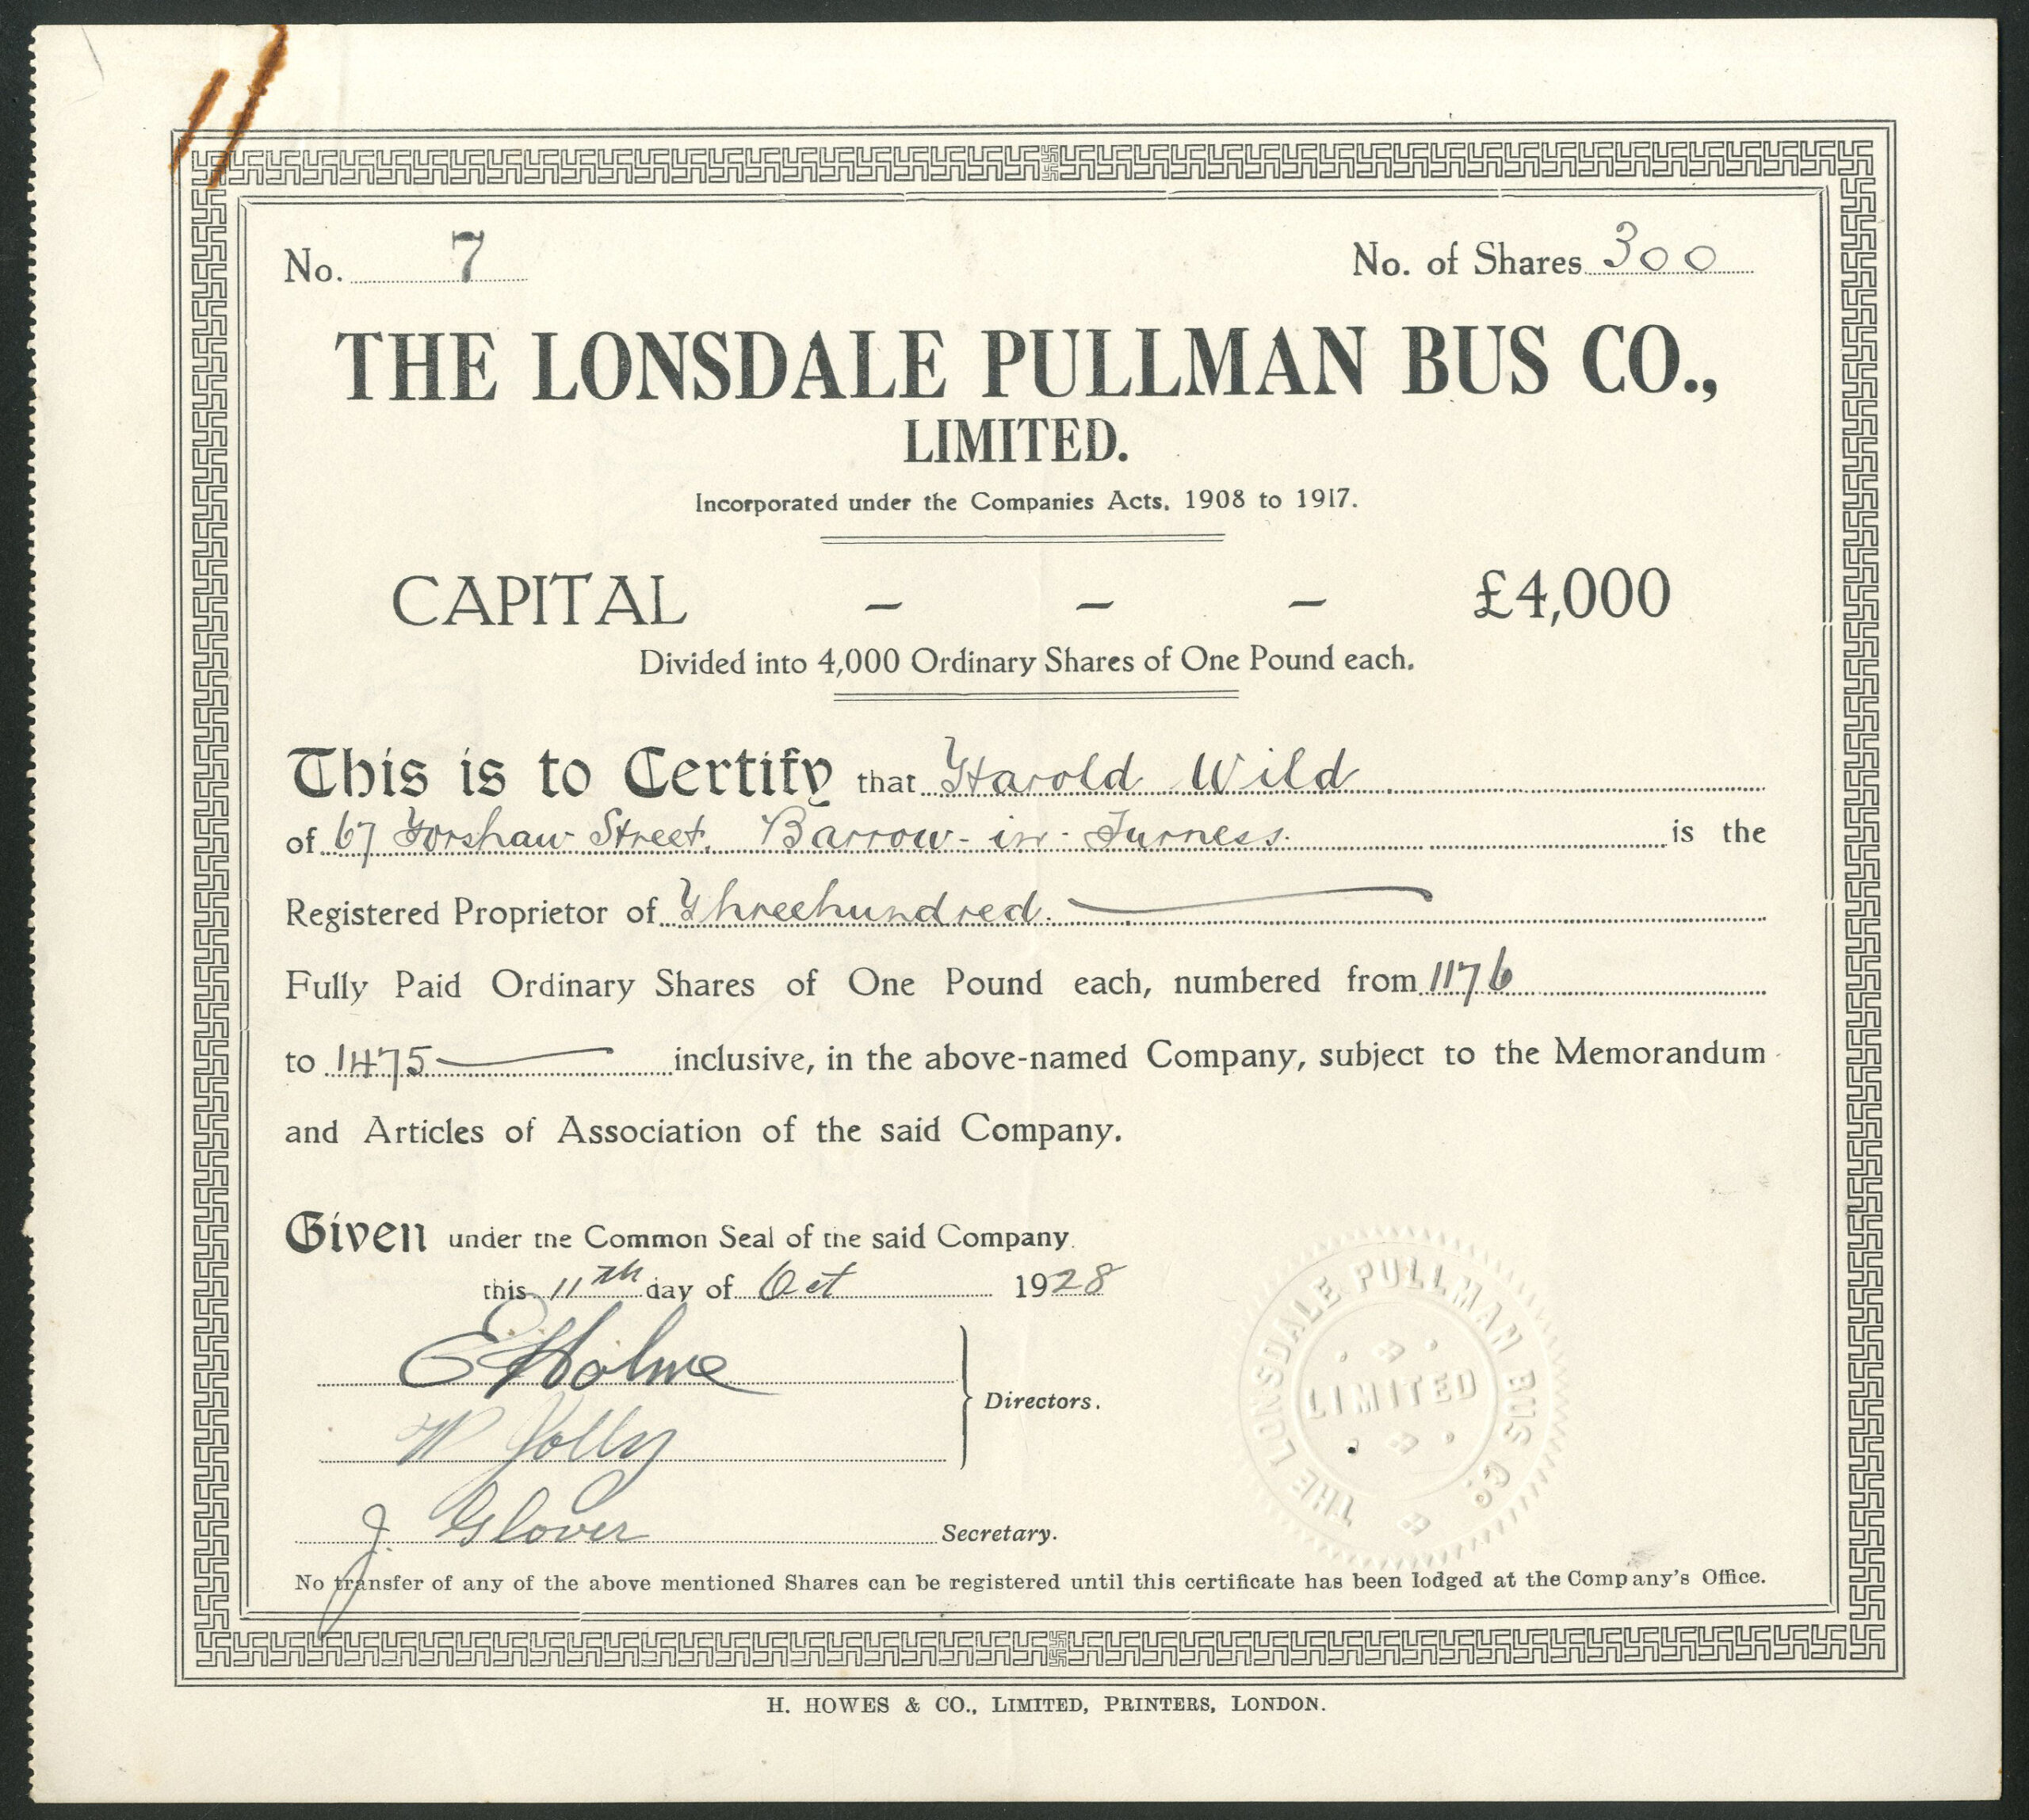 No. 7 No. of Shares 300
THE LONSDALE PULLMAN BUS CO.,
LIMITED.
Incorporated under the Companies Acts, 1908 to 1917.
CAPITAL - - - £4,000
Divided into 4,000 Ordinary Shares of One Pound each.
This is to Certify that Harold Wild
of 67 Forshaw Street, Barrow-in-Furness. is the
Registered Proprietor of Threehundred.
Fully Paid Ordinary Shares of One Pound each, numbered from 1176
to 1475 inclusive, in the above-named Company, subject to the Memorandum
and Articles of Association of the said Company.
Given under the Common Seal of the said Company.
this 11th day of Oct 1928
E Holme
W Jolly
Directors.
J. Glover Secretary.
THE LONSDALE PULLMAN BUS CO.
LIMITED
No transfer of any of the above mentioned Shares can be registered until this certificate has been lodged at the Company's Office.
H. HOWES & CO., LIMITED, PRINTERS, LONDON.